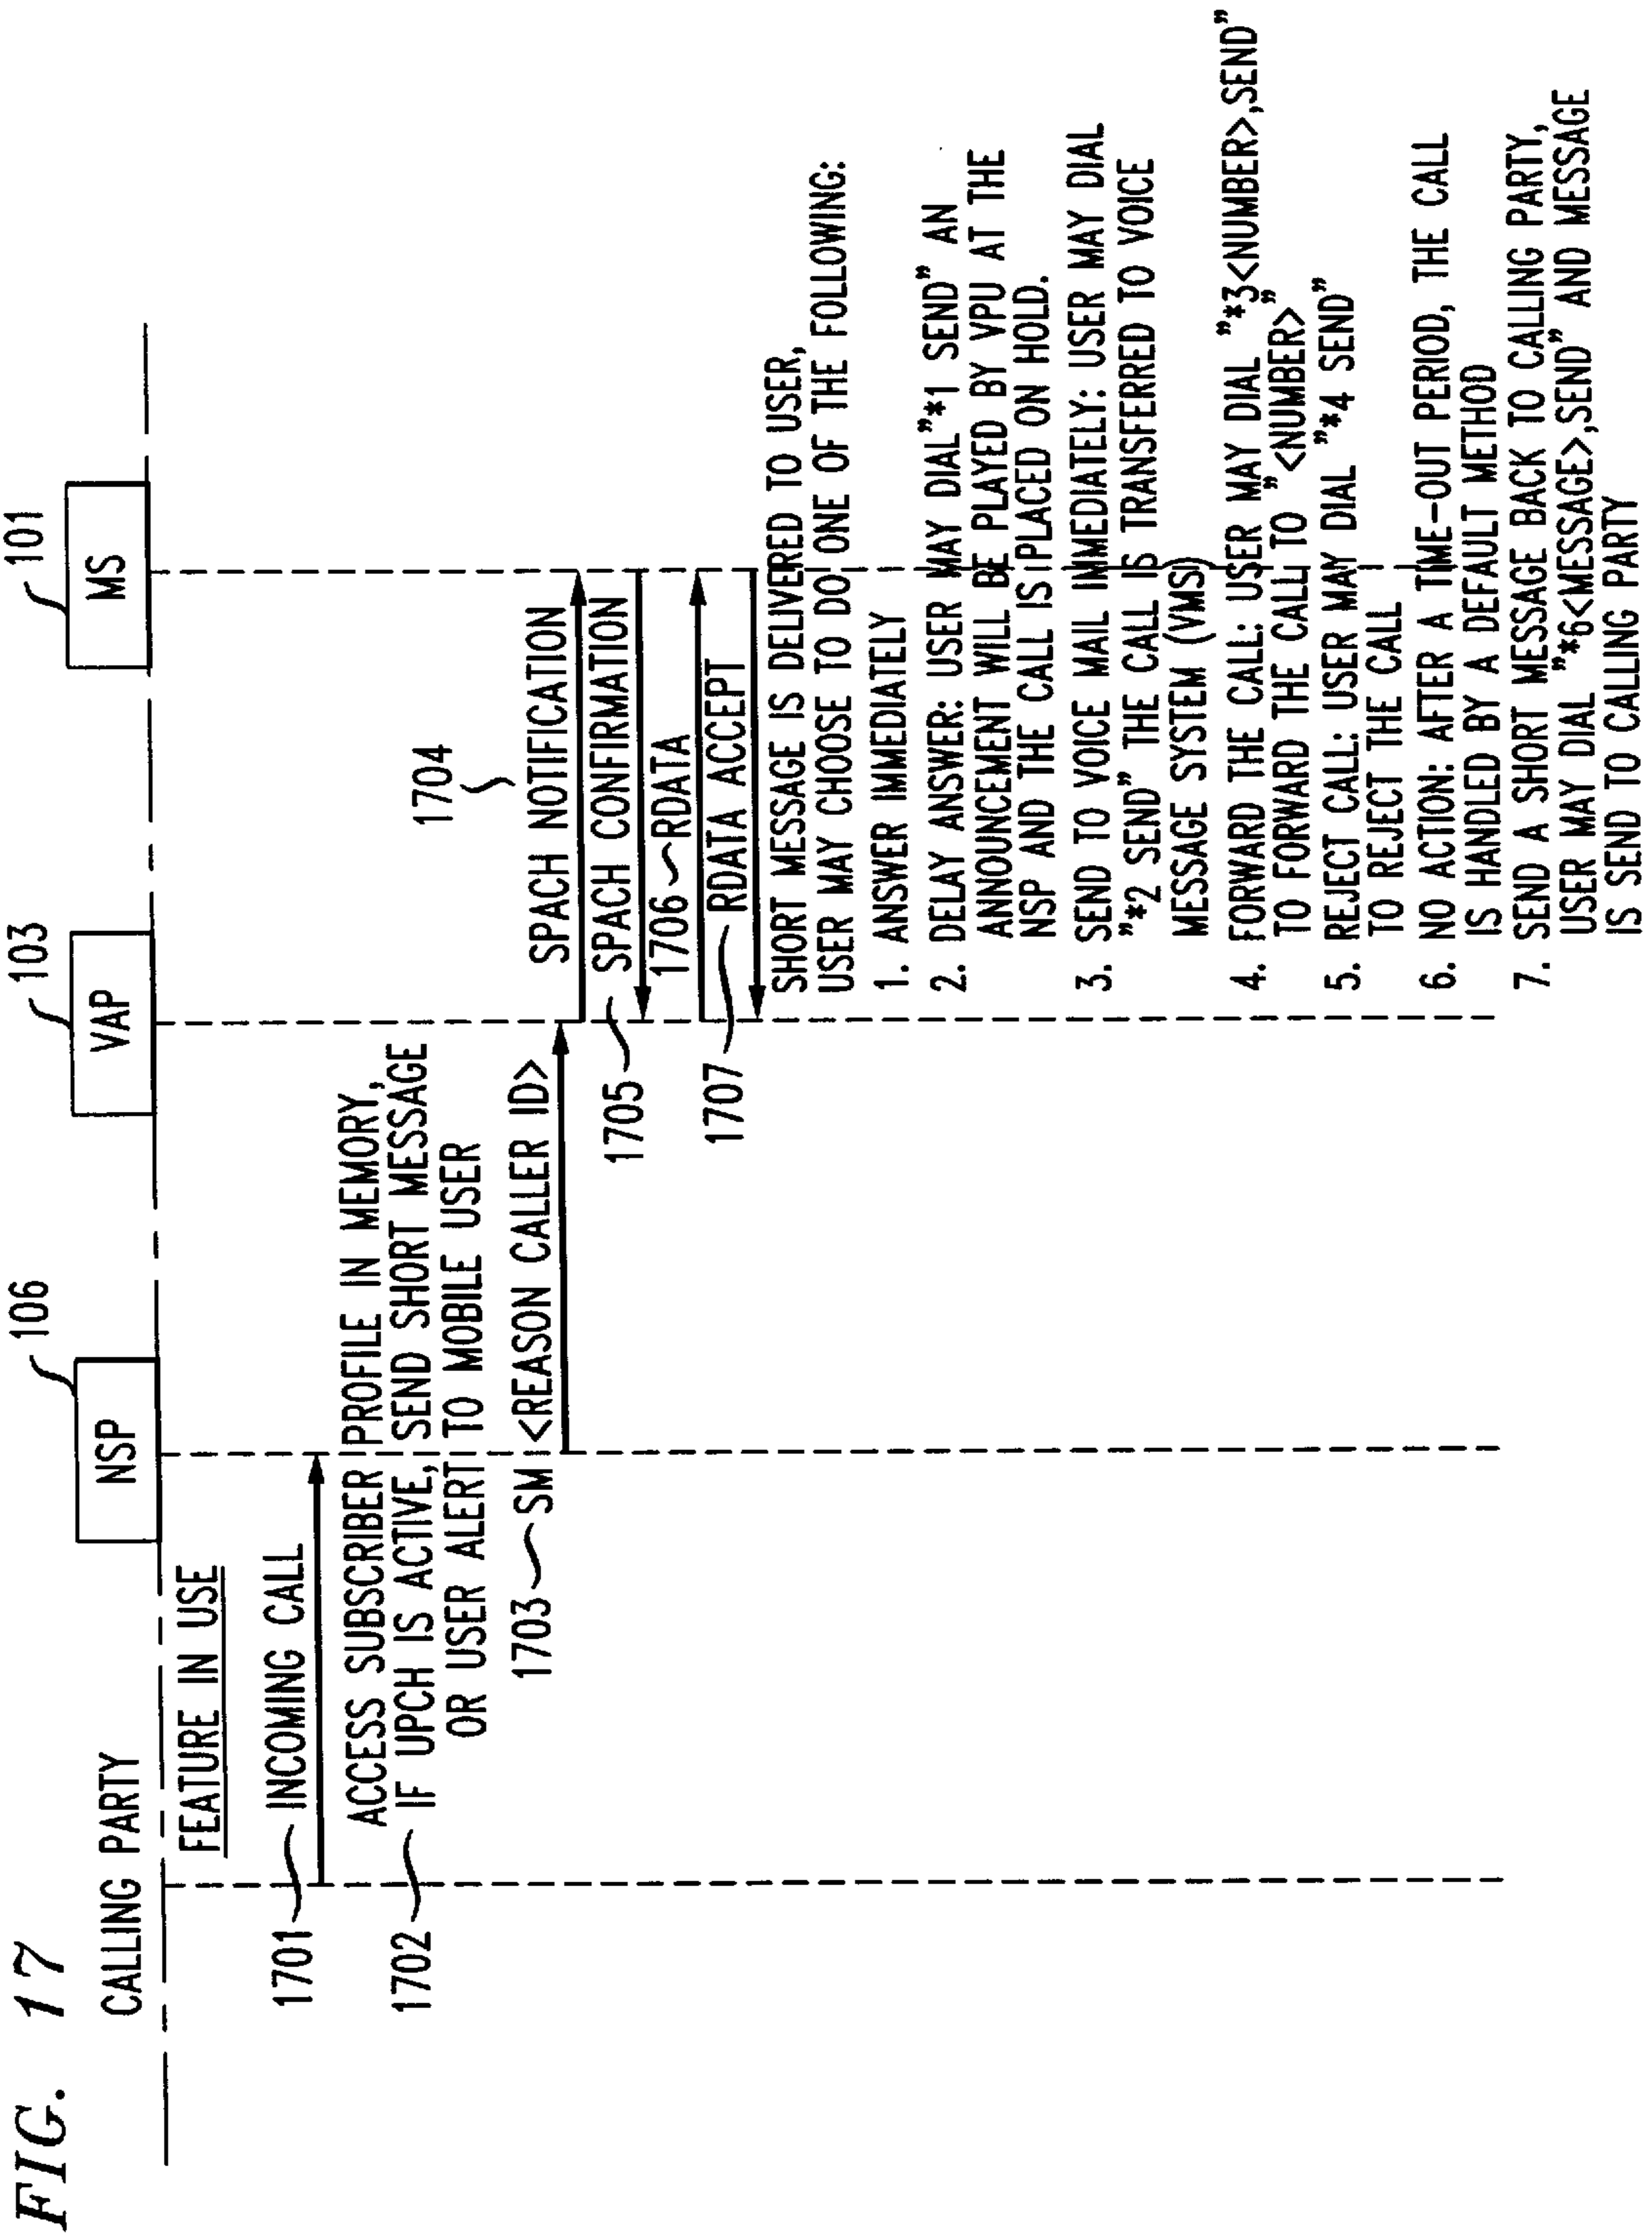 FIG. 17
CALLING PARTY
NSP
106
VAP
103
MS
101
FEATURE IN USE
1701
INCOMING CALL
1702
ACCESS SUBSCRIBER PROFILE IN MEMORY,
IF UPCH IS ACTIVE, SEND SHORT MESSAGE
OR USER ALERT TO MOBILE USER
1703
SM <REASON CALLER ID>
1704
SPACH NOTIFICATION
1705
SPACH CONFIRMATION
1706
RDATA
1707
RDATA ACCEPT
SHORT MESSAGE IS DELIVERED TO USER,
USER MAY CHOOSE TO DO ONE OF THE FOLLOWING:
1. ANSWER IMMEDIATELY
2. DELAY ANSWER: USER MAY DIAL"*1 SEND" AN
ANNOUNCEMENT WILL BE PLAYED BY VPU AT THE
NSP AND THE CALL IS PLACED ON HOLD.
3. SEND TO VOICE MAIL IMMEDIATELY: USER MAY DIAL
"*2 SEND" THE CALL IS TRANSFERRED TO VOICE
MESSAGE SYSTEM (VMS)
4. FORWARD THE CALL: USER MAY DIAL "*3<NUMBER>,SEND"
TO FORWARD THE CALL TO "<NUMBER>"
5. REJECT CALL: USER MAY DIAL "*4 SEND"
TO REJECT THE CALL
6. NO ACTION: AFTER A TIME-OUT PERIOD, THE CALL
IS HANDLED BY A DEFAULT METHOD
7. SEND A SHORT MESSAGE BACK TO CALLING PARTY,
USER MAY DIAL "*6<MESSAGE>,SEND" AND MESSAGE
IS SEND TO CALLING PARTY